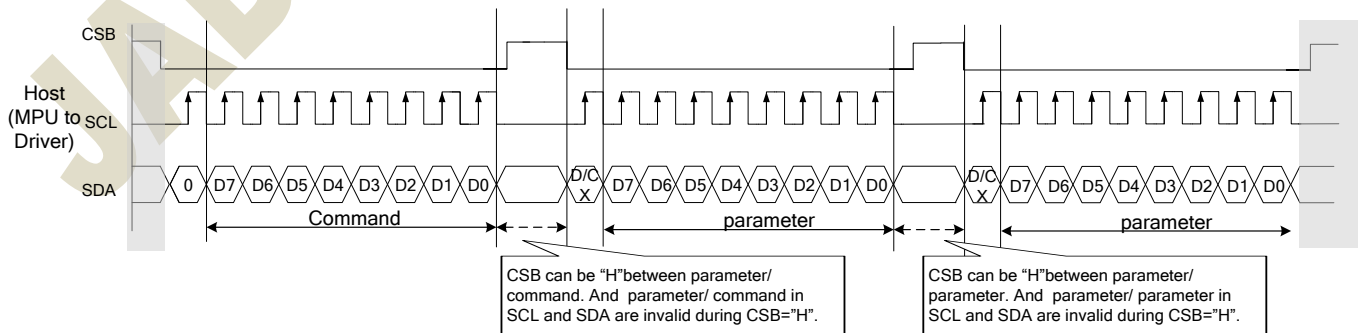 JAD
CSB
Host
(MPU to
Driver)
SCL
SDA
0 D7 D6 D5 D4 D3 D2 D1 D0 D/C X D7 D6 D5 D4 D3 D2 D1 D0 D/C X D7 D6 D5 D4 D3 D2 D1 D0
Command parameter parameter
CSB can be “H”between parameter/
command. And parameter/ command in
SCL and SDA are invalid during CSB="H”.
CSB can be “H”between parameter/
parameter. And parameter/ parameter in
SCL and SDA are invalid during CSB="H”.